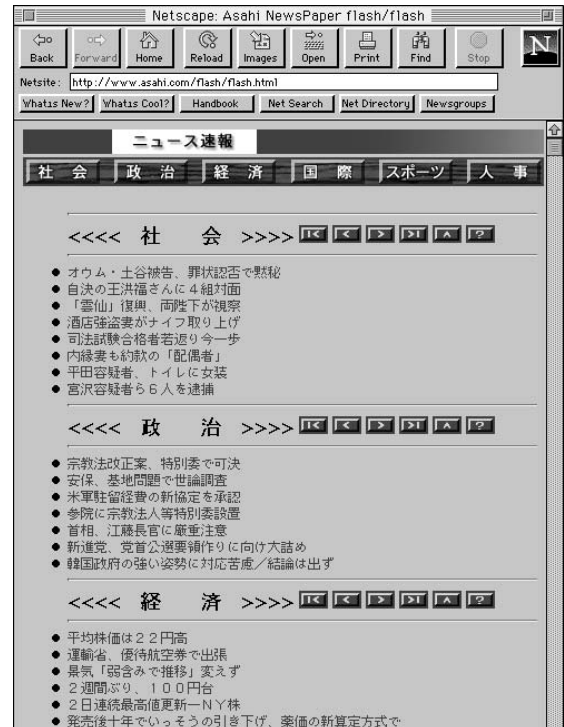 Netscape: Asahi NewsPaper flash/flash
Back Forward Home Reload Images Open Print Find Stop N
Netsite: http://www.asahi.com/flash/flash.html
What's New? What's Cool? Handbook Net Search Net Directory Newsgroups
ニュース速報
社 会 政 治 経 済 国 際 スポーツ 人 事
<<<< 社 会 >>>>
● オウム・土谷被告、罪状認否で黙秘
● 自決の王洪福さんに４組対面
● 「雲仙」復興、両陛下が視察
● 酒店強盗妻がナイフ取り上げ
● 司法試験合格者若返り今一歩
● 内縁妻も約款の「配偶者」
● 平田容疑者、トイレに女装
● 宮沢容疑者ら６人を逮捕
<<<< 政 治 >>>>
● 宗教法改正案、特別委で可決
● 安保、基地問題で世論調査
● 米軍駐留経費の新協定を承認
● 参院に宗教法人等特別委設置
● 首相、江藤長官に厳重注意
● 新進党、党首公選要領作りに向け大詰め
● 韓国政府の強い姿勢に対応苦慮／結論は出ず
<<<< 経 済 >>>>
● 平均株価は２２円高
● 運輸省、優待航空券で出張
● 景気「弱含みで推移」変えず
● ２週間ぶり、１００円台
● ２日連続最高値更新－ＮＹ株
● 発売後十年でいっそうの引き下げ、薬価の新算定方式で